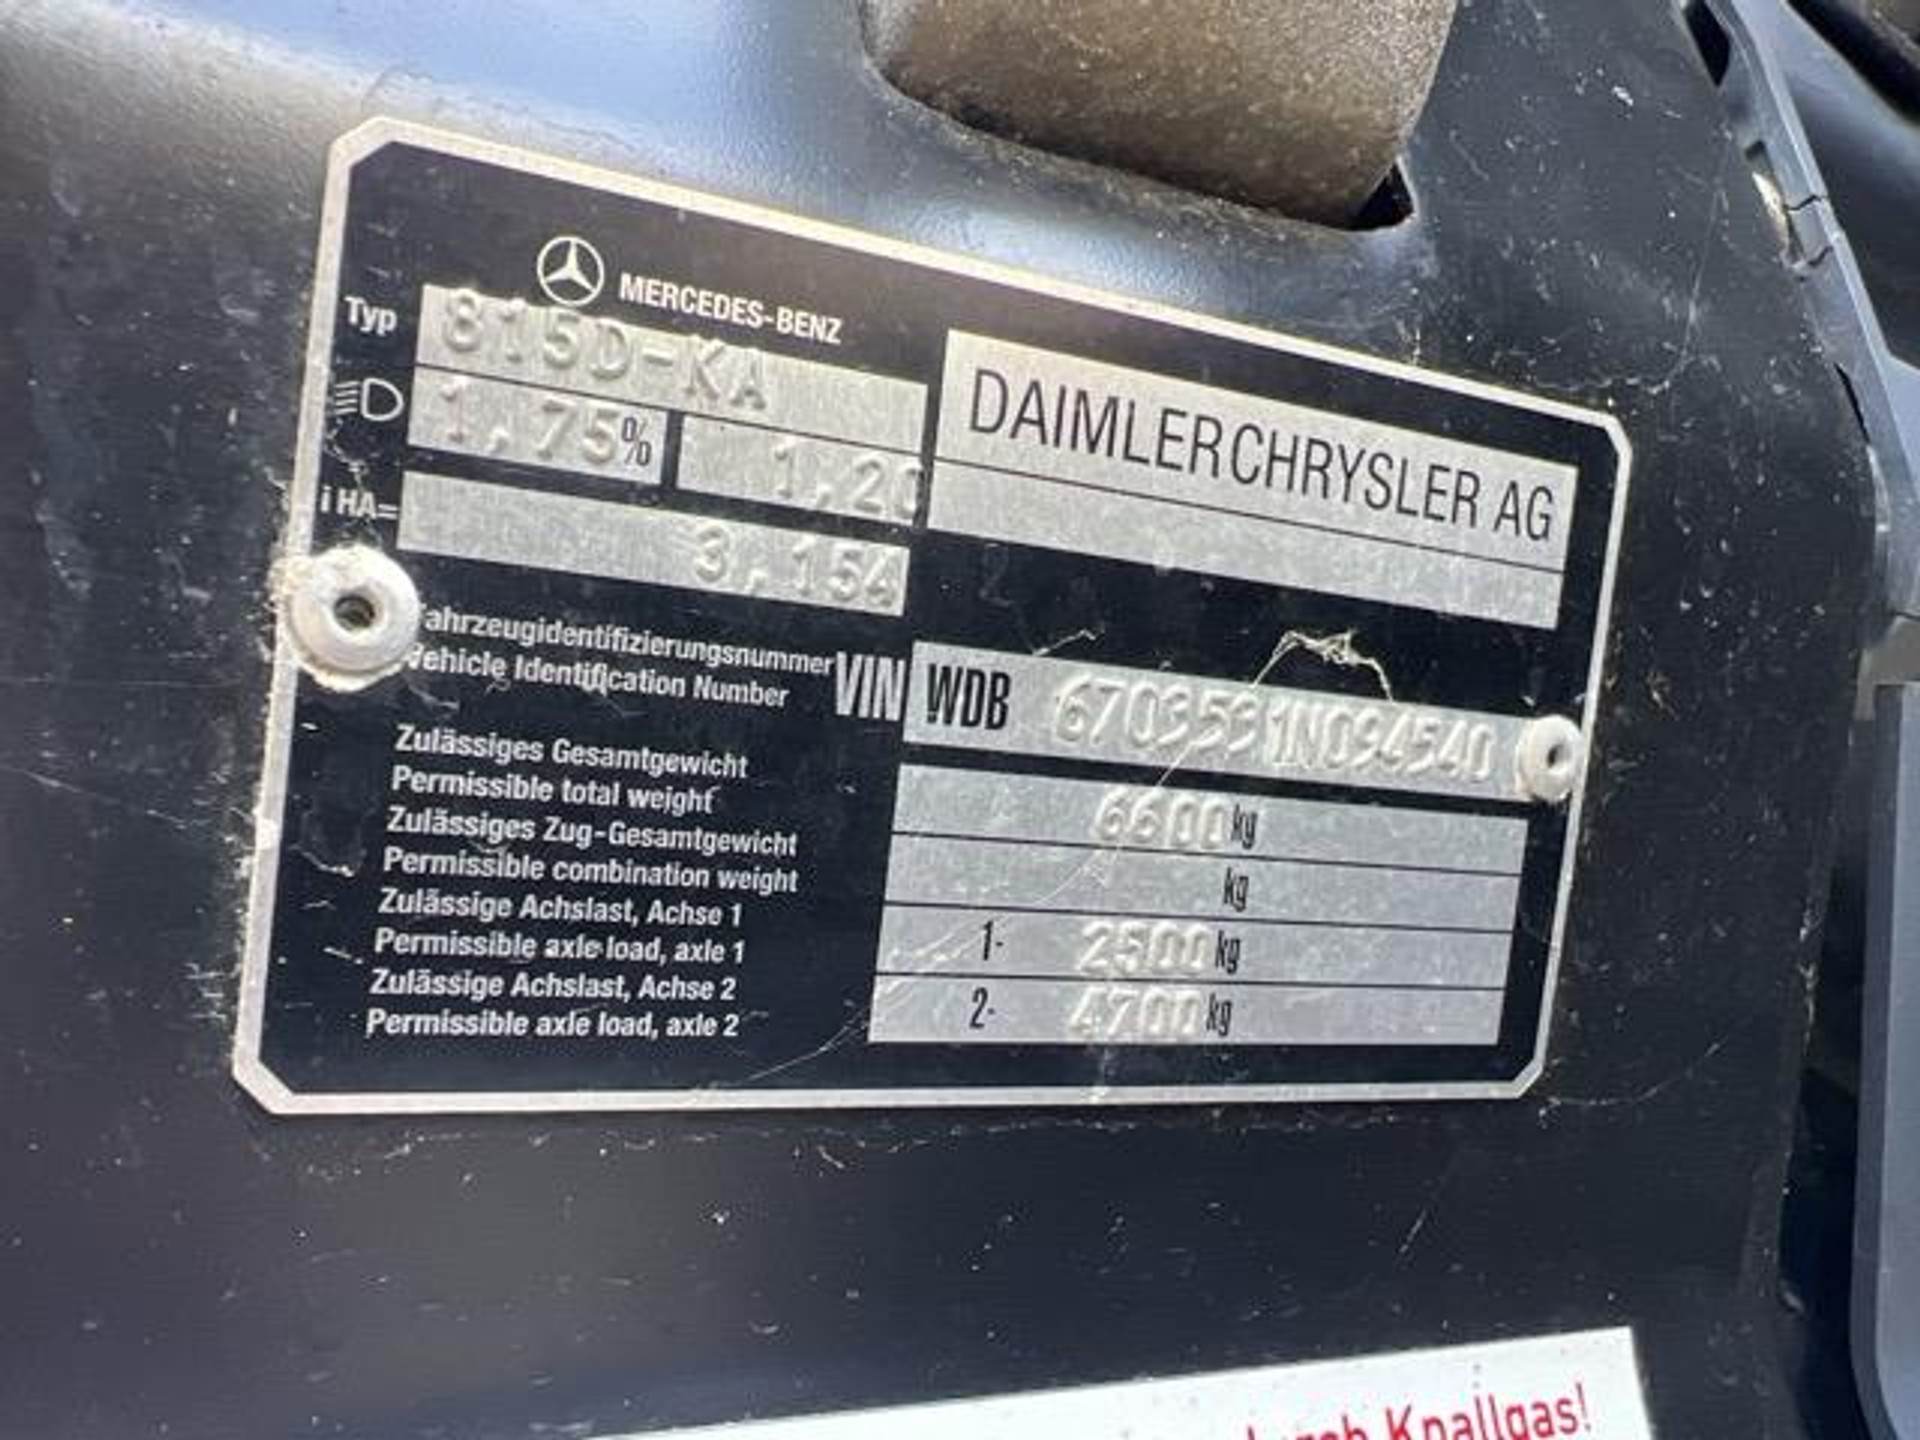 MERCEDES-BENZ
Typ 815D-KA
1,75% 1,20
i HA= 3,154
DAIMLERCHRYSLER AG
Fahrzeugidentifizierungsnummer
Vehicle Identification Number
VIN WDB 6703531N094540
Zulässiges Gesamtgewicht
Permissible total weight
6600 kg
Zulässiges Zug-Gesamtgewicht
Permissible combination weight
kg
Zulässige Achslast, Achse 1
Permissible axle load, axle 1
1- 2500 kg
Zulässige Achslast, Achse 2
Permissible axle load, axle 2
2- 4700 kg
durch Knallgas!